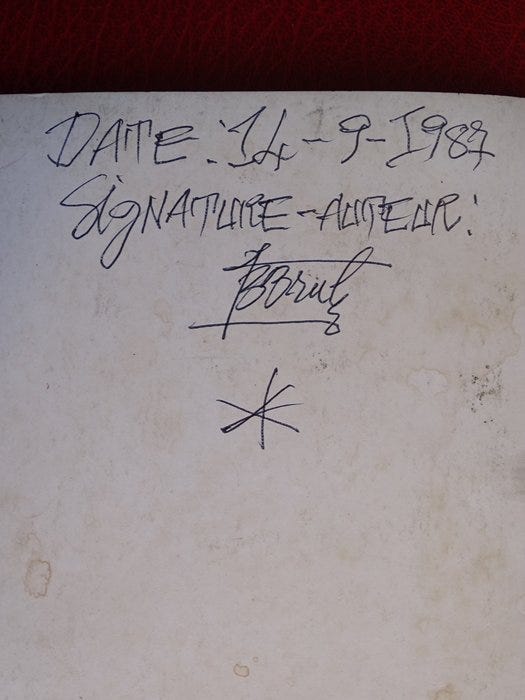 DATE : 14-9-1987
SIGNATURE-AUTEUR :